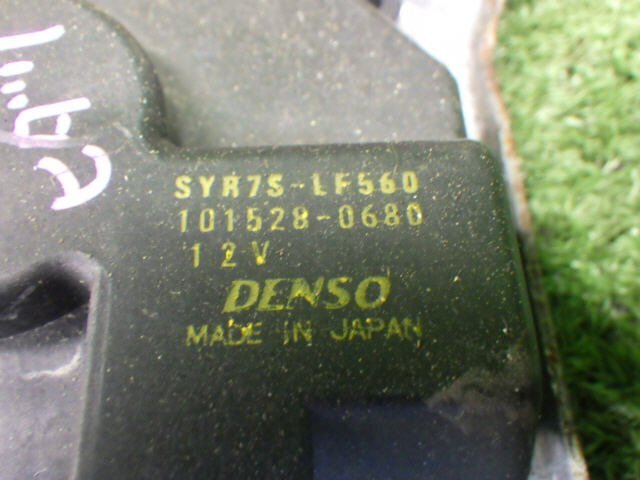 SYR7S-LF560
101528-0680
12V
DENSO
MADE IN JAPAN